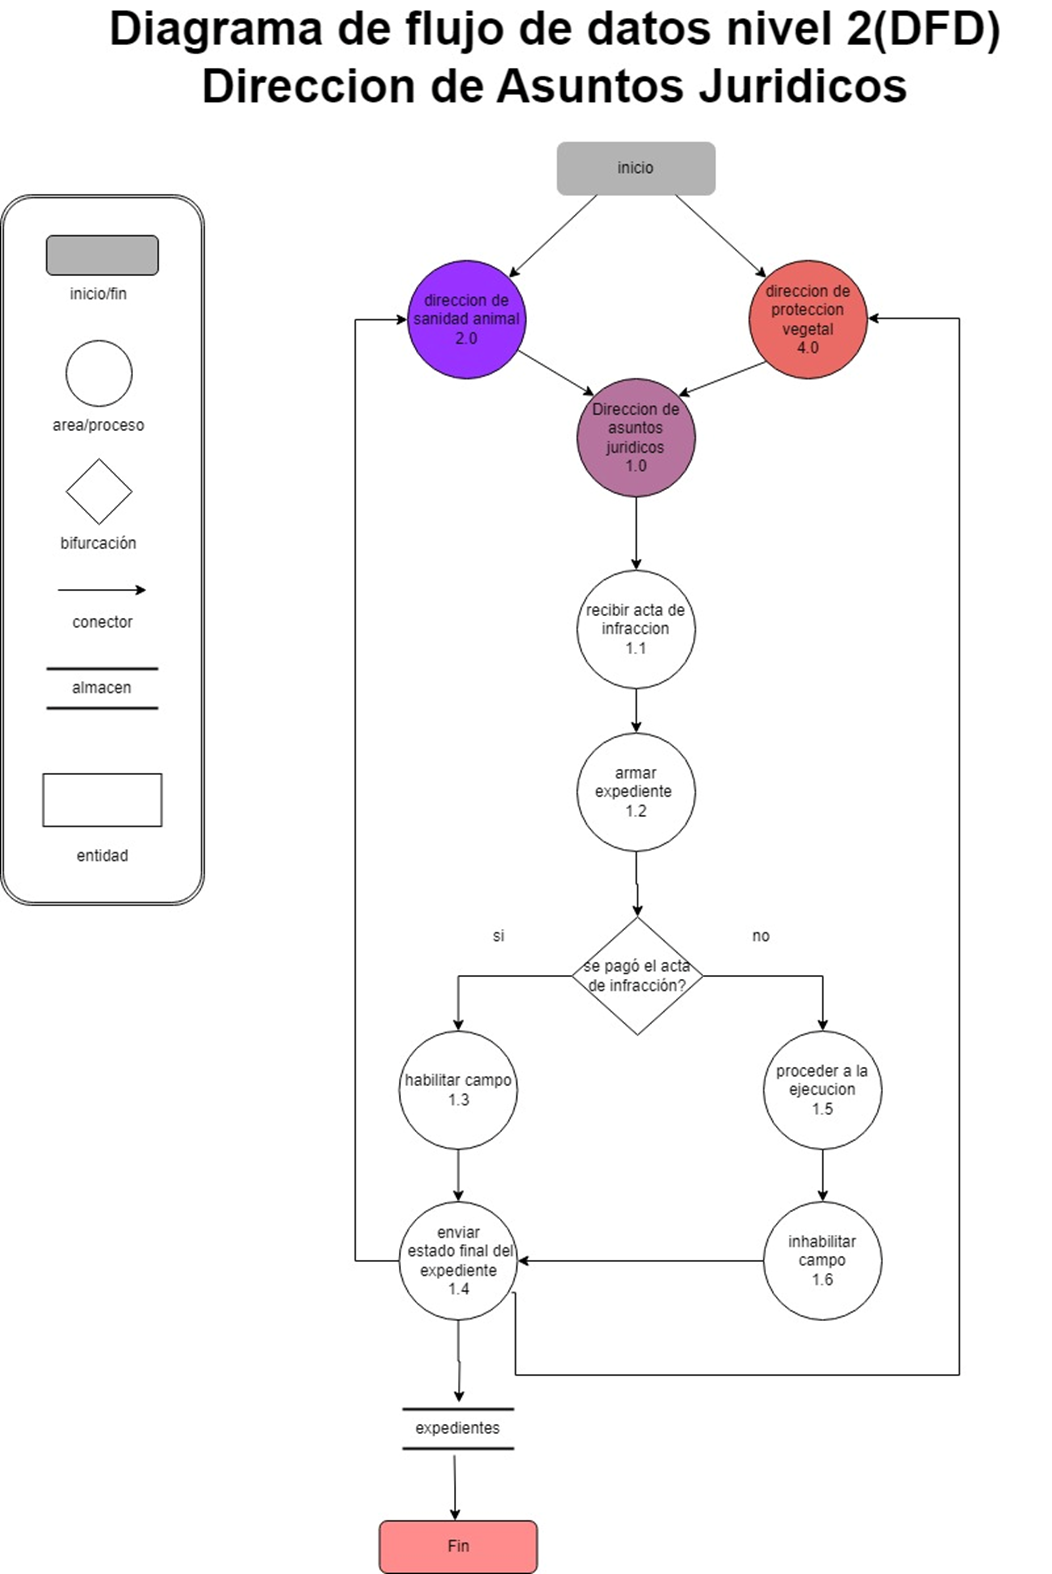 Diagrama de flujo de datos nivel 2(DFD)
Direccion de Asuntos Juridicos
inicio
inicio/fin
area/proceso
bifurcación
conector
almacen
entidad
direccion de
sanidad animal
2.0
direccion de
proteccion
vegetal
4.0
Direccion de
asuntos
juridicos
1.0
recibir acta de
infraccion
1.1
armar
expediente
1.2
si
no
se pagó el acta
de infracción?
habilitar campo
1.3
proceder a la
ejecucion
1.5
enviar
estado final del
expediente
1.4
inhabilitar
campo
1.6
expedientes
Fin